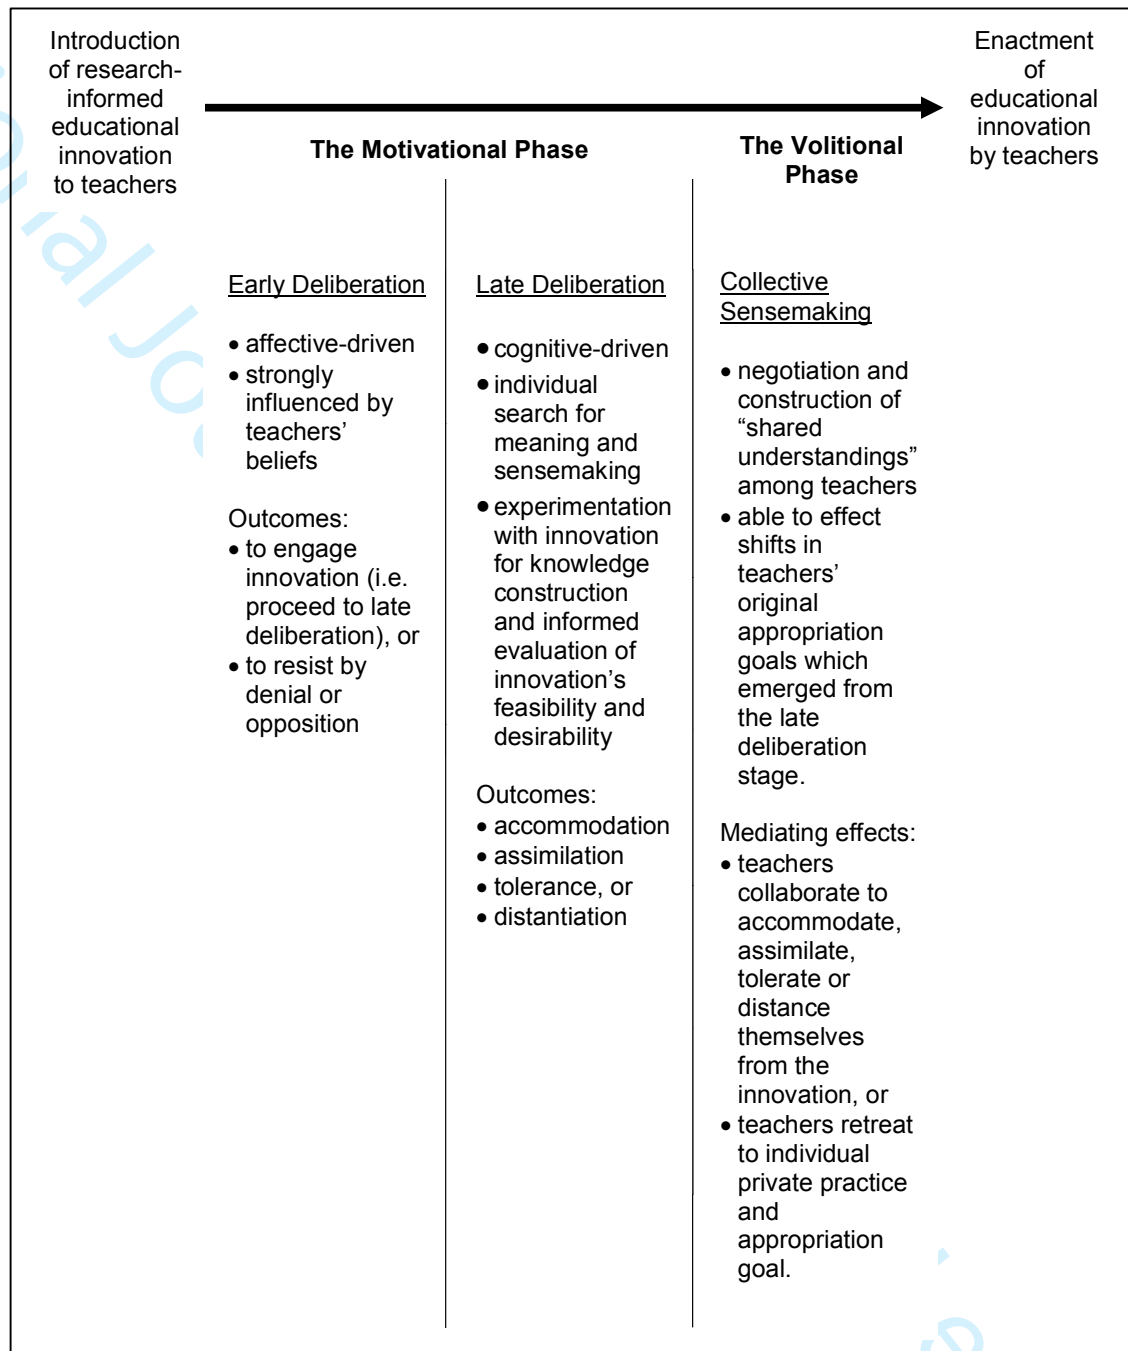 Introduction
of research-
informed
educational
innovation
to teachers
Enactment
of
educational
innovation
by teachers
The Motivational Phase
The Volitional
Phase
Early Deliberation
• affective-driven
• strongly
influenced by
teachers’
beliefs
Outcomes:
• to engage
innovation (i.e.
proceed to late
deliberation), or
• to resist by
denial or
opposition
Late Deliberation
• cognitive-driven
• individual
search for
meaning and
sensemaking
• experimentation
with innovation
for knowledge
construction
and informed
evaluation of
innovation’s
feasibility and
desirability
Outcomes:
• accommodation
• assimilation
• tolerance, or
• distantiation
Collective
Sensemaking
• negotiation and
construction of
“shared
understandings”
among teachers
• able to effect
shifts in
teachers’
original
appropriation
goals which
emerged from
the late
deliberation
stage.
Mediating effects:
• teachers
collaborate to
accommodate,
assimilate,
tolerate or
distance
themselves
from the
innovation, or
• teachers retreat
to individual
private practice
and
appropriation
goal.